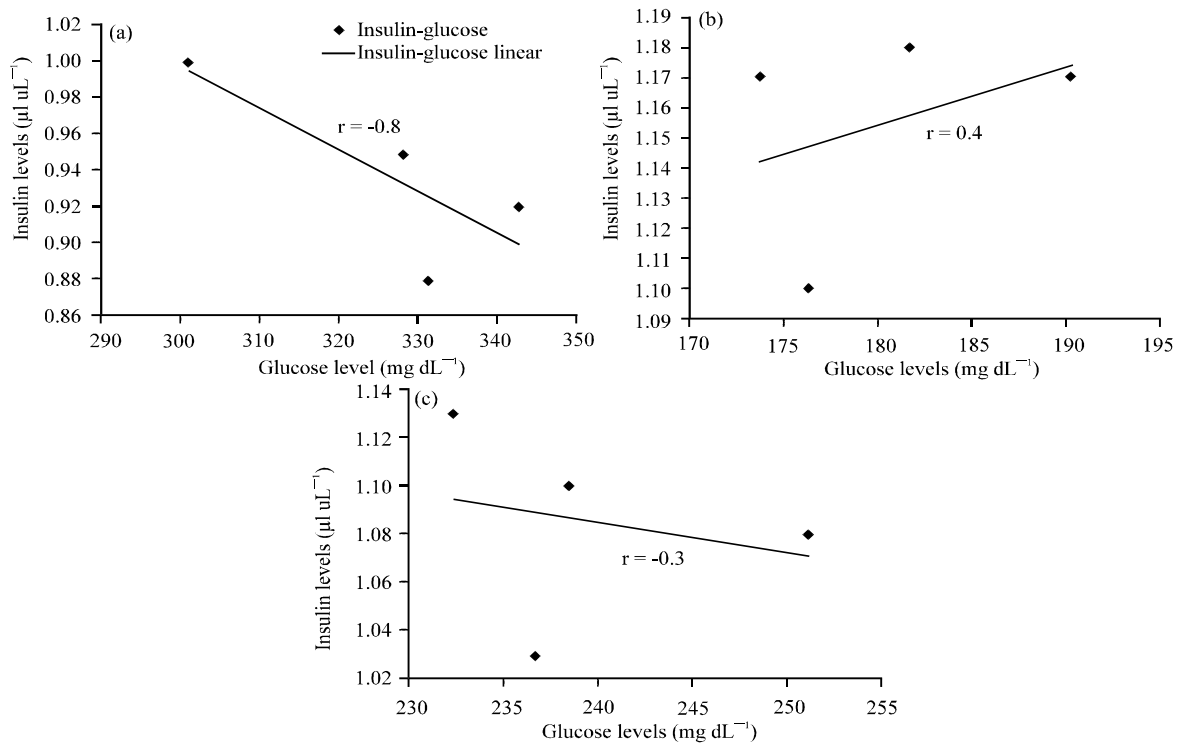 (a)
Insulin-glucose
Insulin-glucose linear
Insulin levels (µl uL⁻¹)
1.02
1.00
0.98
0.96
0.94
0.92
0.90
0.88
0.86
r = -0.8
290 300 310 320 330 340 350
Glucose level (mg dL⁻¹)
(b)
Insulin levels (µl uL⁻¹)
1.19
1.18
1.17
1.16
1.15
1.14
1.13
1.12
1.11
1.10
1.09
r = 0.4
170 175 180 185 190 195
Glucose levels (mg dL⁻¹)
(c)
Insulin levels (µl uL⁻¹)
1.14
1.12
1.10
1.08
1.06
1.04
1.02
r = -0.3
230 235 240 245 250 255
Glucose levels (mg dL⁻¹)